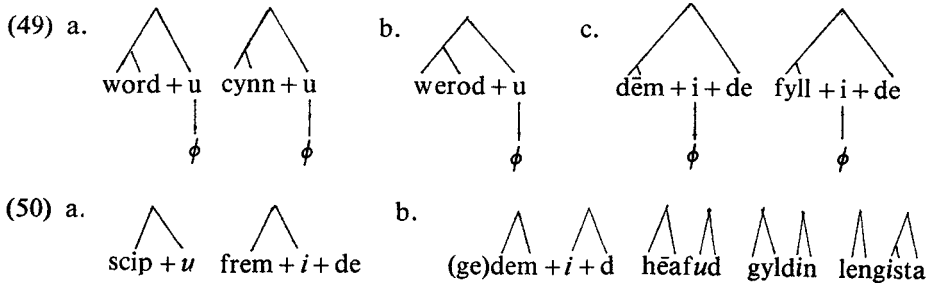 (49) a. b. c.
word + u cynn + u werod + u dēm + i + de fyll + i + de
ϕ ϕ ϕ ϕ ϕ
(50) a. b.
scip + u frem + i + de (ge)dem + i + d hēafud gyldin lengista